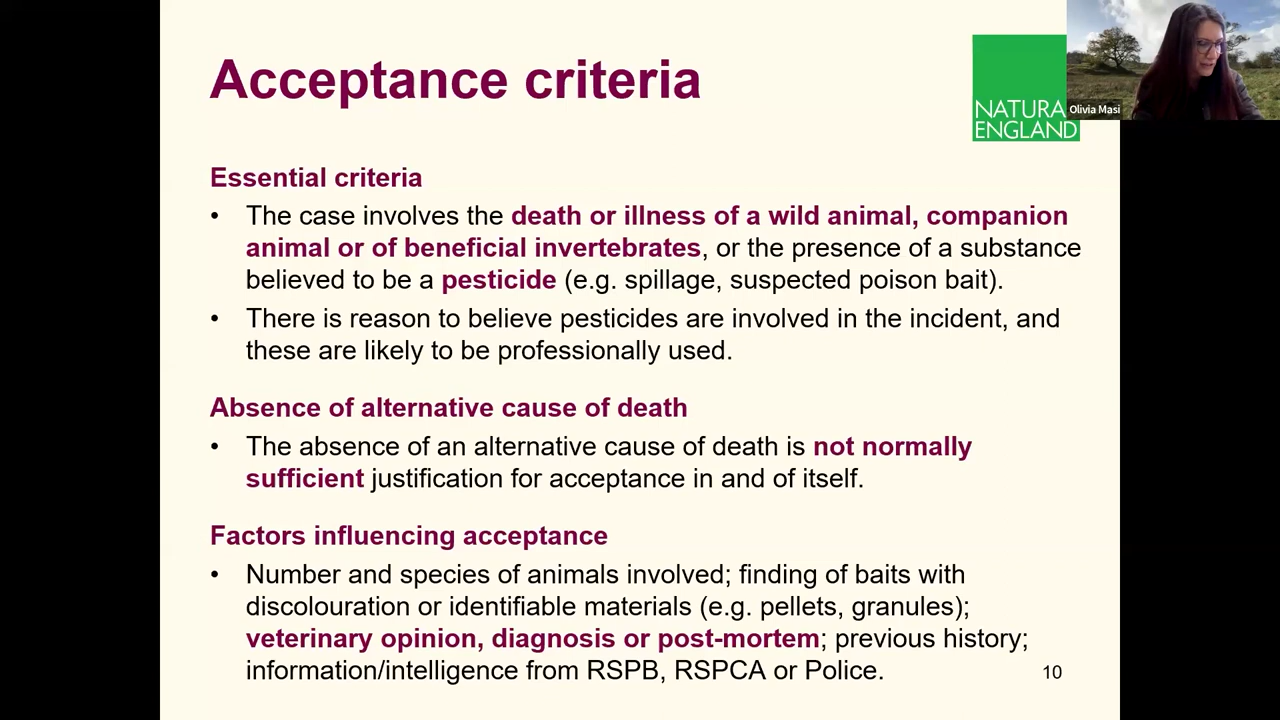 Acceptance criteria
NATURA
ENGLAND
Olivia Masi
Essential criteria
• The case involves the death or illness of a wild animal, companion
animal or of beneficial invertebrates, or the presence of a substance
believed to be a pesticide (e.g. spillage, suspected poison bait).
• There is reason to believe pesticides are involved in the incident, and
these are likely to be professionally used.
Absence of alternative cause of death
• The absence of an alternative cause of death is not normally
sufficient justification for acceptance in and of itself.
Factors influencing acceptance
• Number and species of animals involved; finding of baits with
discolouration or identifiable materials (e.g. pellets, granules);
veterinary opinion, diagnosis or post-mortem; previous history;
information/intelligence from RSPB, RSPCA or Police.
10